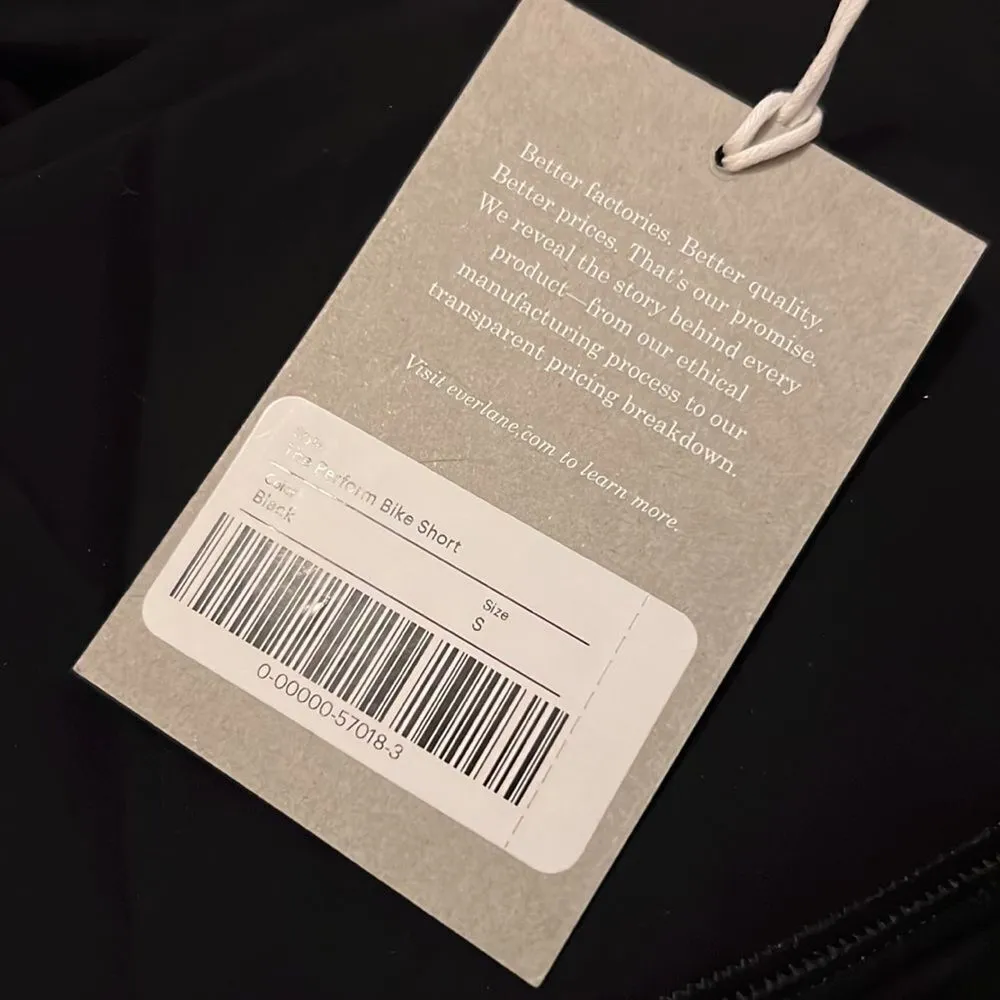 Better factories. Better quality.
Better prices. That's our promise.
We reveal the story behind every
product—from our ethical
manufacturing process to our
transparent pricing breakdown.
Visit everlane.com to learn more.
Style
The Perform Bike Short
Color
Black
Size
S
0-00000-57018-3